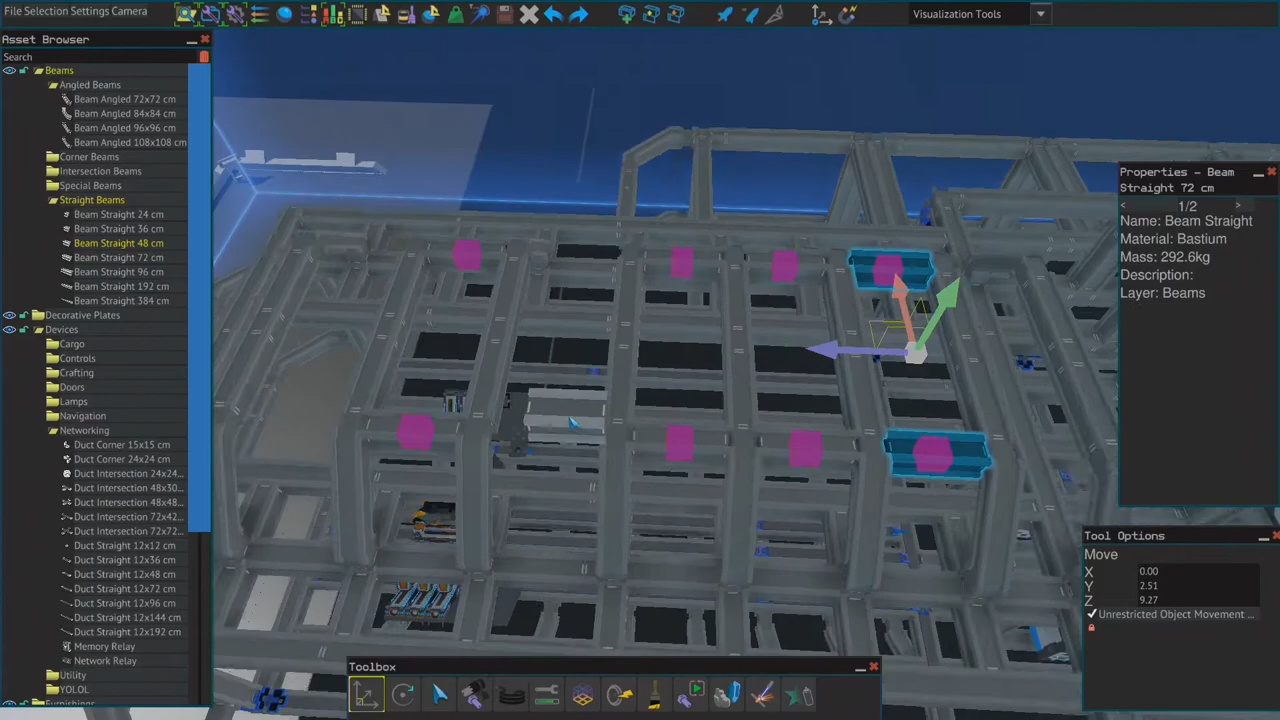 File Selection Settings Camera
Visualization Tools
Asset Browser
Search
Beams
Angled Beams
Beam Angled 72x72 cm
Beam Angled 84x84 cm
Beam Angled 96x96 cm
Beam Angled 108x108 cm
Corner Beams
Intersection Beams
Special Beams
Straight Beams
Beam Straight 24 cm
Beam Straight 36 cm
Beam Straight 48 cm
Beam Straight 72 cm
Beam Straight 96 cm
Beam Straight 192 cm
Beam Straight 384 cm
Decorative Plates
Devices
Cargo
Controls
Crafting
Doors
Lamps
Navigation
Networking
Duct Corner 15x15 cm
Duct Corner 24x24 cm
Duct Intersection 24x24...
Duct Intersection 48x30...
Duct Intersection 48x48...
Duct Intersection 72x42...
Duct Intersection 72x72...
Duct Straight 12x12 cm
Duct Straight 12x36 cm
Duct Straight 12x48 cm
Duct Straight 12x72 cm
Duct Straight 12x96 cm
Duct Straight 12x144 cm
Duct Straight 12x192 cm
Memory Relay
Network Relay
Utility
YOLOL
Furnishings
Properties - Beam
Straight 72 cm
< 1/2 >
Name: Beam Straight
Material: Bastium
Mass: 292.6kg
Description:
Layer: Beams
Tool Options
Move
X 0.00
Y 2.51
Z 9.27
Unrestricted Object Movement ...
Toolbox